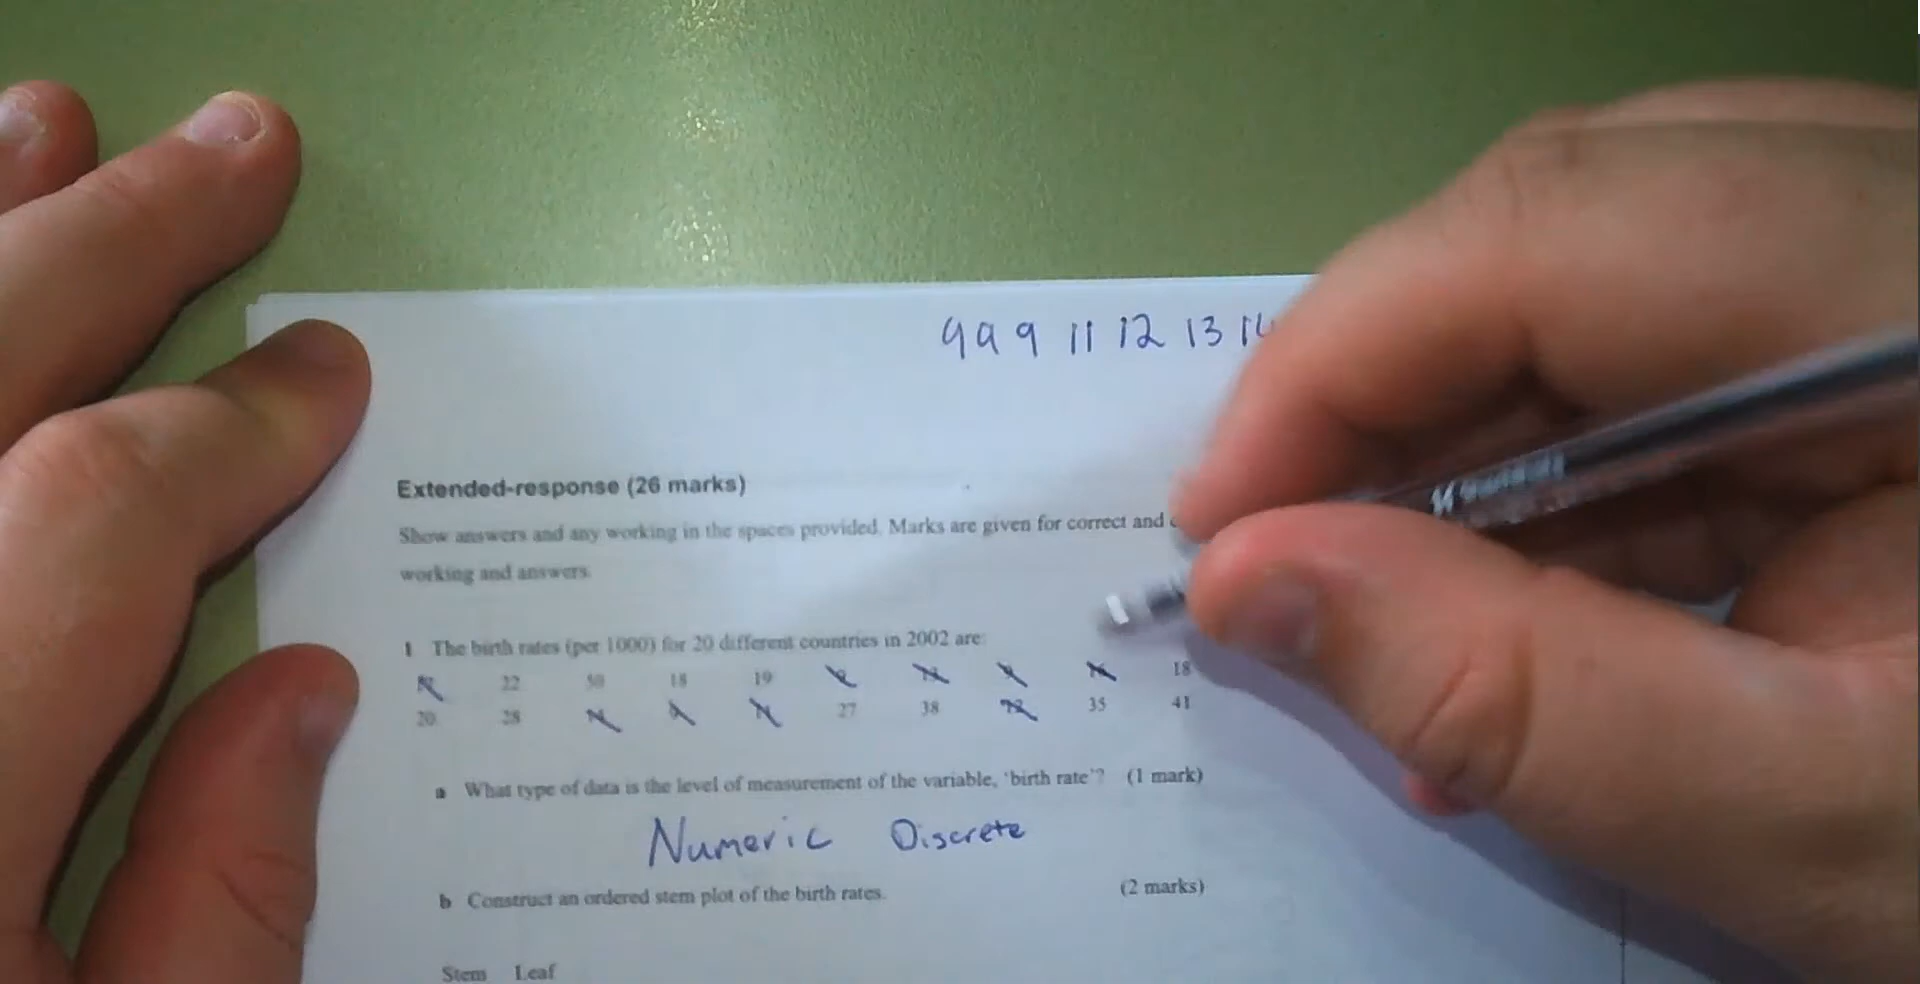 9 9 9 11 12 13 14
Extended-response (26 marks)
Show answers and any working in the spaces provided. Marks are given for correct and
working and answers.
1 The birth rates (per 1000) for 20 different countries in 2002 are:
22 50 18 19 18
20 28 27 38 35 41
a What type of data is the level of measurement of the variable, 'birth rate'? (1 mark)
Numeric Discrete
b Construct an ordered stem plot of the birth rates. (2 marks)
Stem Leaf